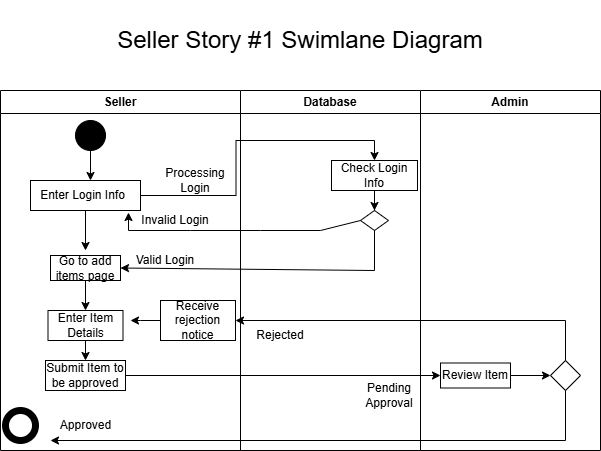 Seller Story #1 Swimlane Diagram
Seller
Database
Admin
Processing
Login
Check Login
Info
Enter Login Info
Invalid Login
Go to add
items page
Valid Login
Enter Item
Details
Receive
rejection
notice
Rejected
Submit Item to
be approved
Pending
Approval
Review Item
Approved